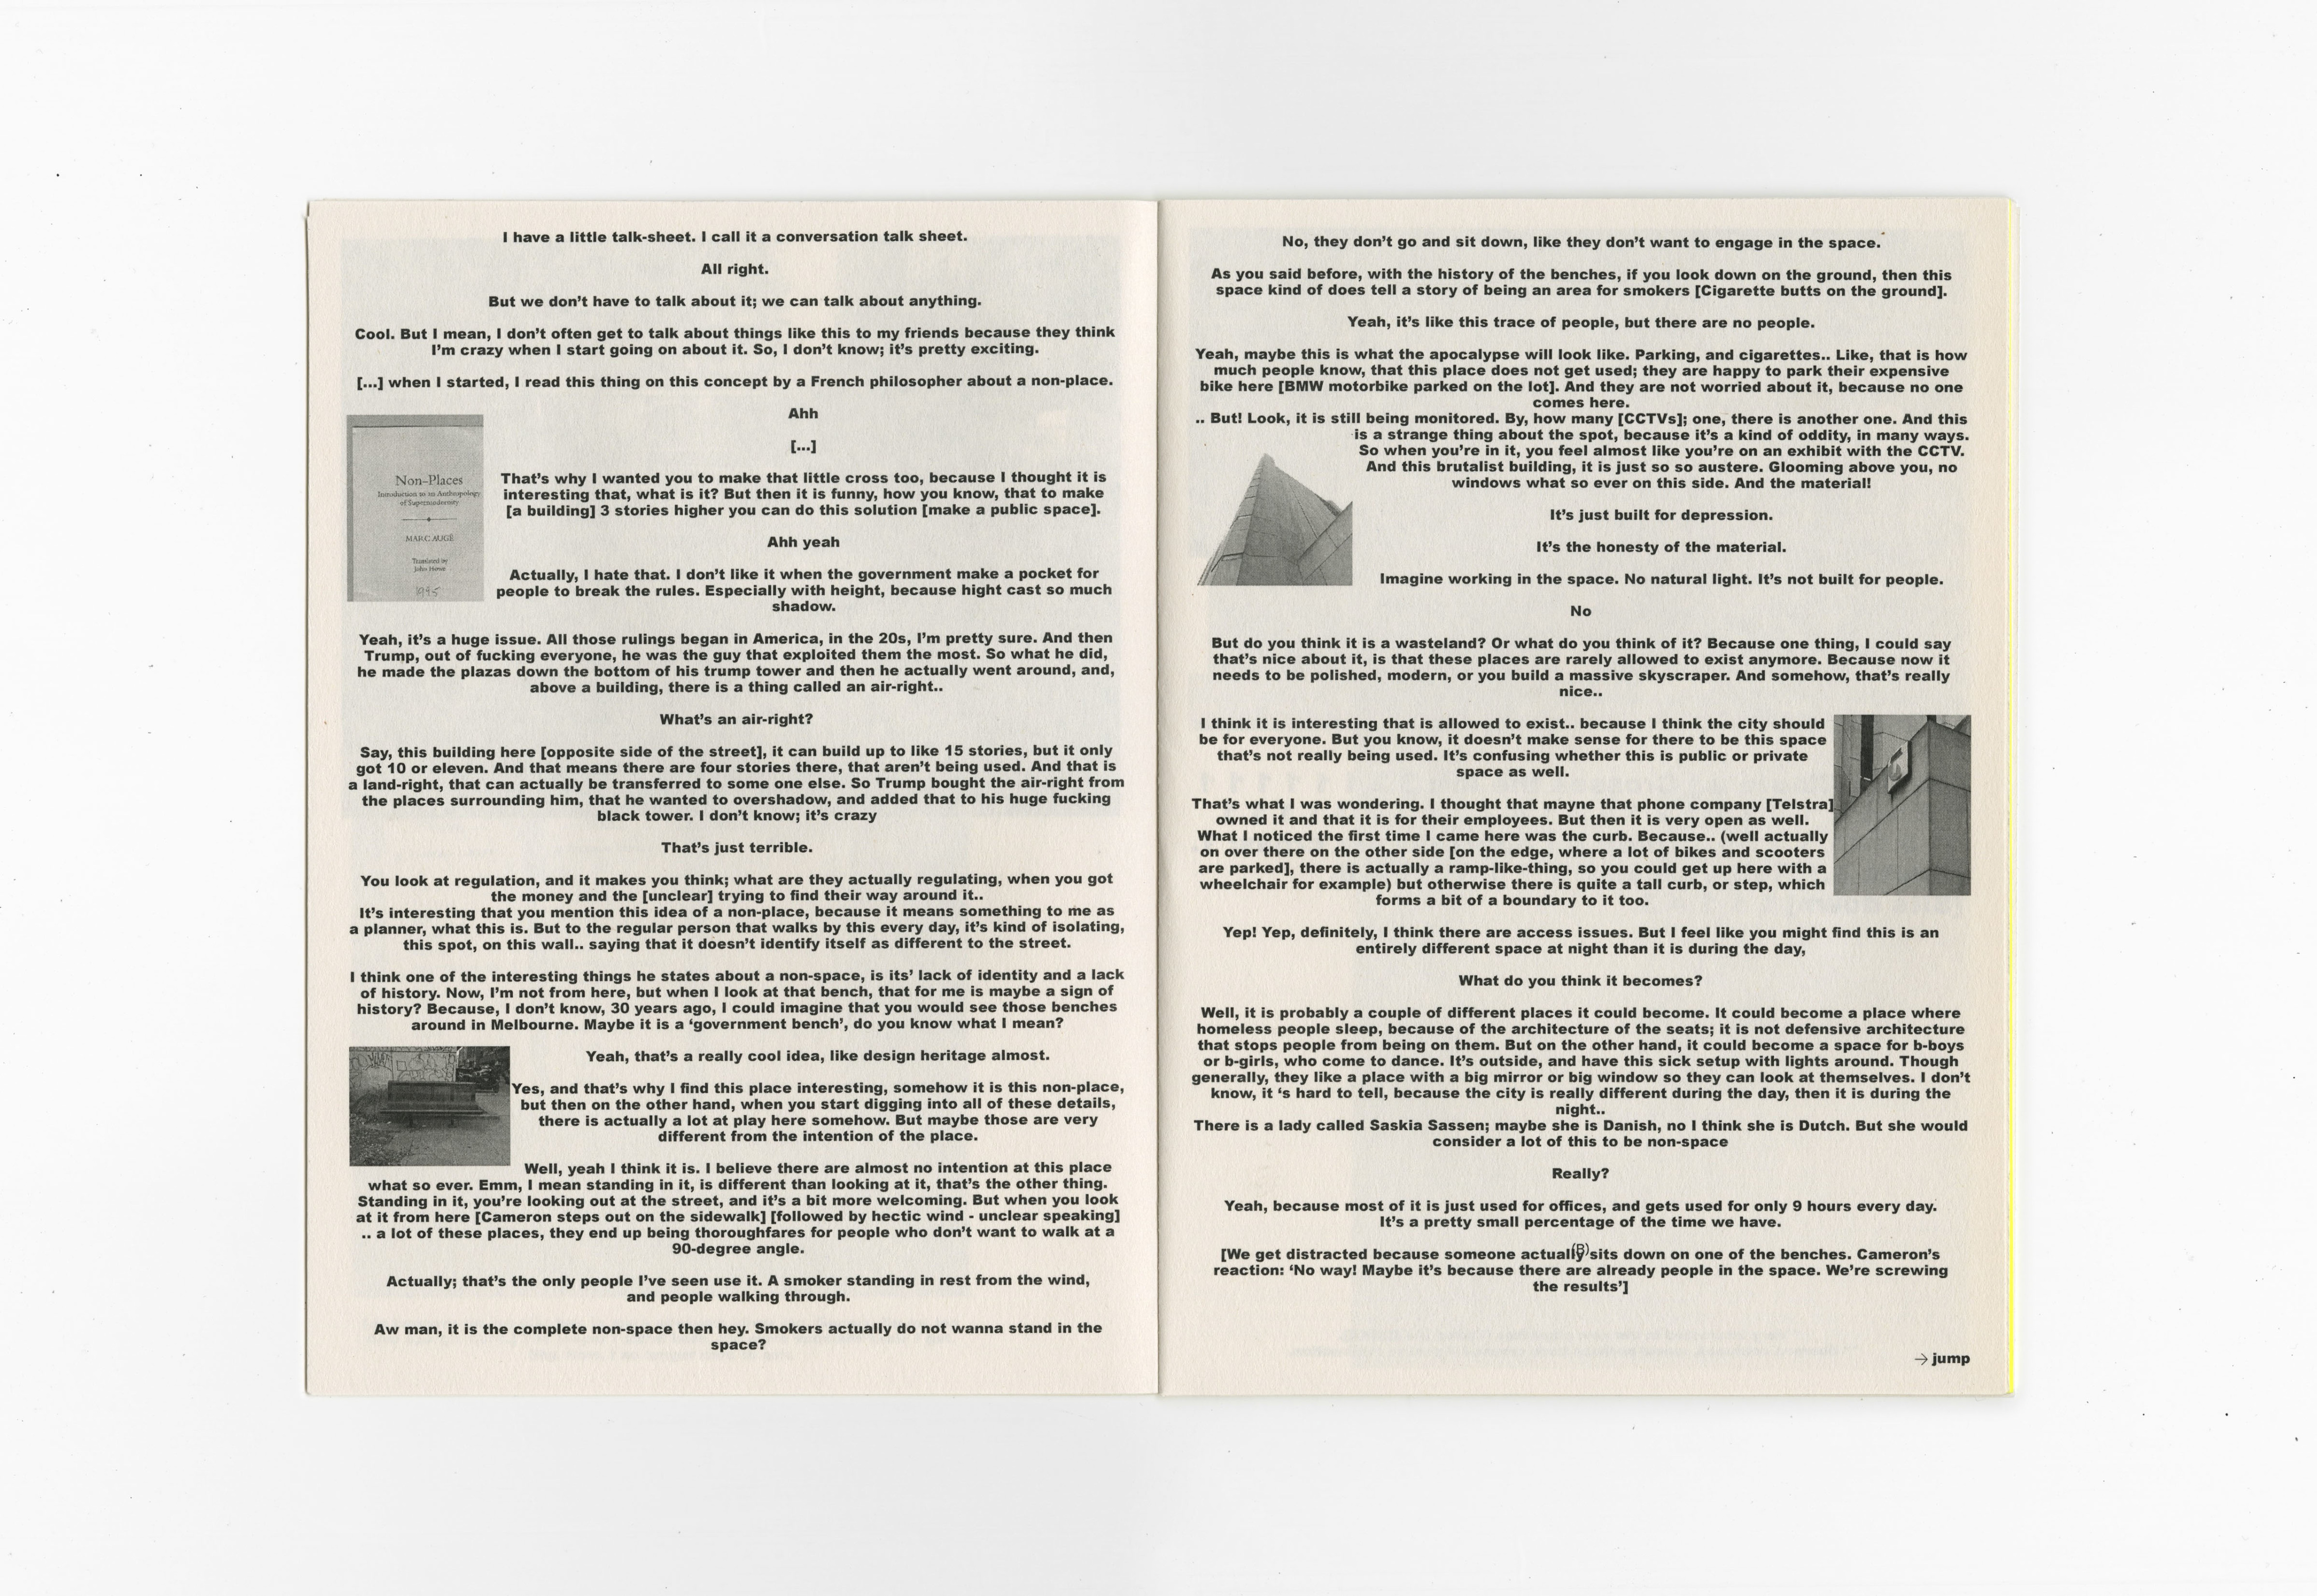 I have a little talk-sheet. I call it a conversation talk sheet.
All right.
But we don't have to talk about it; we can talk about anything.
Cool. But I mean, I don't often get to talk about things like this to my friends because they think
I'm crazy when I start going on about it. So, I don't know; it's pretty exciting.
[...] when I started, I read this thing on this concept by a French philosopher about a non-place.
Ahh
[...]
Non-Places
Introduction to an Anthropology
of Supermodernity
MARC AUGÉ
Translated by
John Howe
1995
That's why I wanted you to make that little cross too, because I thought it is
interesting that, what is it? But then it is funny, how you know, that to make
[a building] 3 stories higher you can do this solution [make a public space].
Ahh yeah
Actually, I hate that. I don't like it when the government make a pocket for
people to break the rules. Especially with height, because hight cast so much
shadow.
Yeah, it's a huge issue. All those rulings began in America, in the 20s, I'm pretty sure. And then
Trump, out of fucking everyone, he was the guy that exploited them the most. So what he did,
he made the plazas down the bottom of his trump tower and then he actually went around, and,
above a building, there is a thing called an air-right..
What's an air-right?
Say, this building here [opposite side of the street], it can build up to like 15 stories, but it only
got 10 or eleven. And that means there are four stories there, that aren't being used. And that is
a land-right, that can actually be transferred to some one else. So Trump bought the air-right from
the places surrounding him, that he wanted to overshadow, and added that to his huge fucking
black tower. I don't know; it's crazy
That's just terrible.
You look at regulation, and it makes you think; what are they actually regulating, when you got
the money and the [unclear] trying to find their way around it..
It's interesting that you mention this idea of a non-place, because it means something to me as
a planner, what this is. But to the regular person that walks by this every day, it's kind of isolating,
this spot, on this wall.. saying that it doesn't identify itself as different to the street.
I think one of the interesting things he states about a non-space, is its' lack of identity and a lack
of history. Now, I'm not from here, but when I look at that bench, that for me is maybe a sign of
history? Because, I don't know, 30 years ago, I could imagine that you would see those benches
around in Melbourne. Maybe it is a 'government bench', do you know what I mean?
Yeah, that's a really cool idea, like design heritage almost.
Yes, and that's why I find this place interesting, somehow it is this non-place,
but then on the other hand, when you start digging into all of these details,
there is actually a lot at play here somehow. But maybe those are very
different from the intention of the place.
Well, yeah I think it is. I believe there are almost no intention at this place
what so ever. Emm, I mean standing in it, is different than looking at it, that's the other thing.
Standing in it, you're looking out at the street, and it's a bit more welcoming. But when you look
at it from here [Cameron steps out on the sidewalk] [followed by hectic wind - unclear speaking]
.. a lot of these places, they end up being thoroughfares for people who don't want to walk at a
90-degree angle.
Actually; that's the only people I've seen use it. A smoker standing in rest from the wind,
and people walking through.
Aw man, it is the complete non-space then hey. Smokers actually do not wanna stand in the
space?
No, they don't go and sit down, like they don't want to engage in the space.
As you said before, with the history of the benches, if you look down on the ground, then this
space kind of does tell a story of being an area for smokers [Cigarette butts on the ground].
Yeah, it's like this trace of people, but there are no people.
Yeah, maybe this is what the apocalypse will look like. Parking, and cigarettes.. Like, that is how
much people know, that this place does not get used; they are happy to park their expensive
bike here [BMW motorbike parked on the lot]. And they are not worried about it, because no one
comes here.
.. But! Look, it is still being monitored. By, how many [CCTVs]; one, there is another one. And this
is a strange thing about the spot, because it's a kind of oddity, in many ways.
So when you're in it, you feel almost like you're on an exhibit with the CCTV.
And this brutalist building, it is just so so austere. Glooming above you, no
windows what so ever on this side. And the material!
It's just built for depression.
It's the honesty of the material.
Imagine working in the space. No natural light. It's not built for people.
No
But do you think it is a wasteland? Or what do you think of it? Because one thing, I could say
that's nice about it, is that these places are rarely allowed to exist anymore. Because now it
needs to be polished, modern, or you build a massive skyscraper. And somehow, that's really
nice..
I think it is interesting that is allowed to exist.. because I think the city should
be for everyone. But you know, it doesn't make sense for there to be this space
that's not really being used. It's confusing whether this is public or private
space as well.
That's what I was wondering. I thought that mayne that phone company [Telstra]
owned it and that it is for their employees. But then it is very open as well.
What I noticed the first time I came here was the curb. Because.. (well actually
on over there on the other side [on the edge, where a lot of bikes and scooters
are parked], there is actually a ramp-like-thing, so you could get up here with a
wheelchair for example) but otherwise there is quite a tall curb, or step, which
forms a bit of a boundary to it too.
Yep! Yep, definitely, I think there are access issues. But I feel like you might find this is an
entirely different space at night than it is during the day,
What do you think it becomes?
Well, it is probably a couple of different places it could become. It could become a place where
homeless people sleep, because of the architecture of the seats; it is not defensive architecture
that stops people from being on them. But on the other hand, it could become a space for b-boys
or b-girls, who come to dance. It's outside, and have this sick setup with lights around. Though
generally, they like a place with a big mirror or big window so they can look at themselves. I don't
know, it 's hard to tell, because the city is really different during the day, then it is during the
night..
There is a lady called Saskia Sassen; maybe she is Danish, no I think she is Dutch. But she would
consider a lot of this to be non-space
Really?
Yeah, because most of it is just used for offices, and gets used for only 9 hours every day.
It's a pretty small percentage of the time we have.
[We get distracted because someone actually (B) sits down on one of the benches. Cameron's
reaction: 'No way! Maybe it's because there are already people in the space. We're screwing
the results']
→ jump